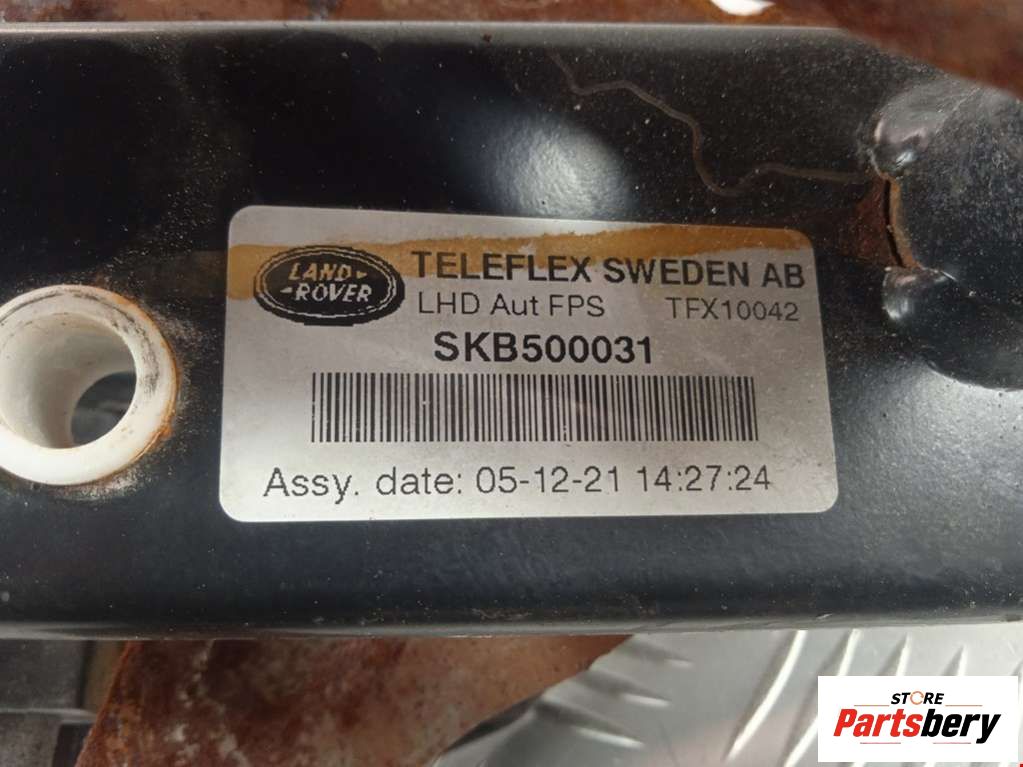 LAND
ROVER
TELEFLEX SWEDEN AB
LHD Aut FPS TFX10042
SKB500031
Assy. date: 05-12-21 14:27:24
STORE
Partsbery